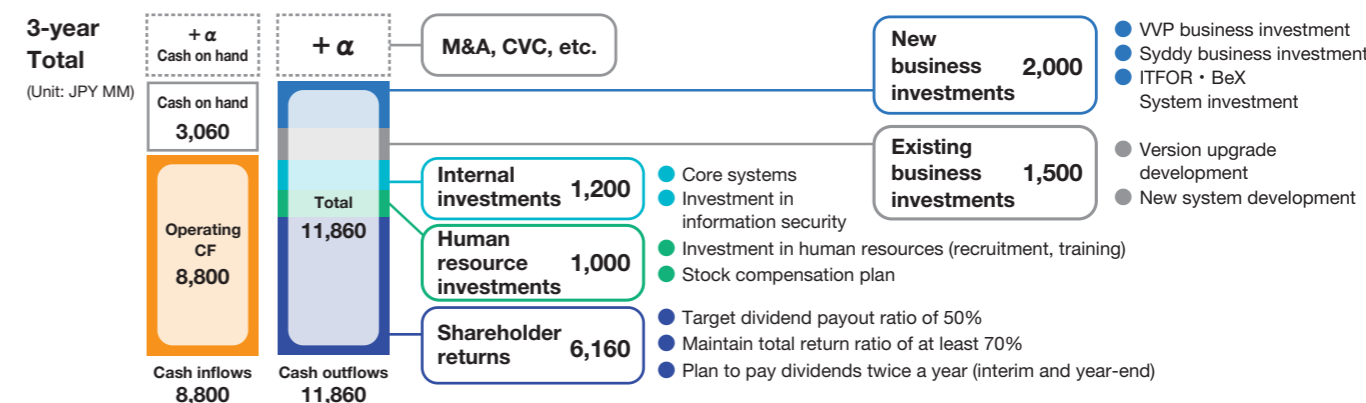 3-year
Total
(Unit: JPY MM)
+ α
Cash on hand
Cash on hand
3,060
Operating
CF
8,800
Cash inflows
8,800
+ α
Total
11,860
Cash outflows
11,860
M&A, CVC, etc.
New
business
investments
2,000
VVP business investment
Syddy business investment
ITFOR・BeX
System investment
Existing
business
investments
1,500
Version upgrade
development
New system development
Internal
investments
1,200
Core systems
Investment in
information security
Human
resource
investments
1,000
Investment in human resources (recruitment, training)
Stock compensation plan
Shareholder
returns
6,160
Target dividend payout ratio of 50%
Maintain total return ratio of at least 70%
Plan to pay dividends twice a year (interim and year-end)